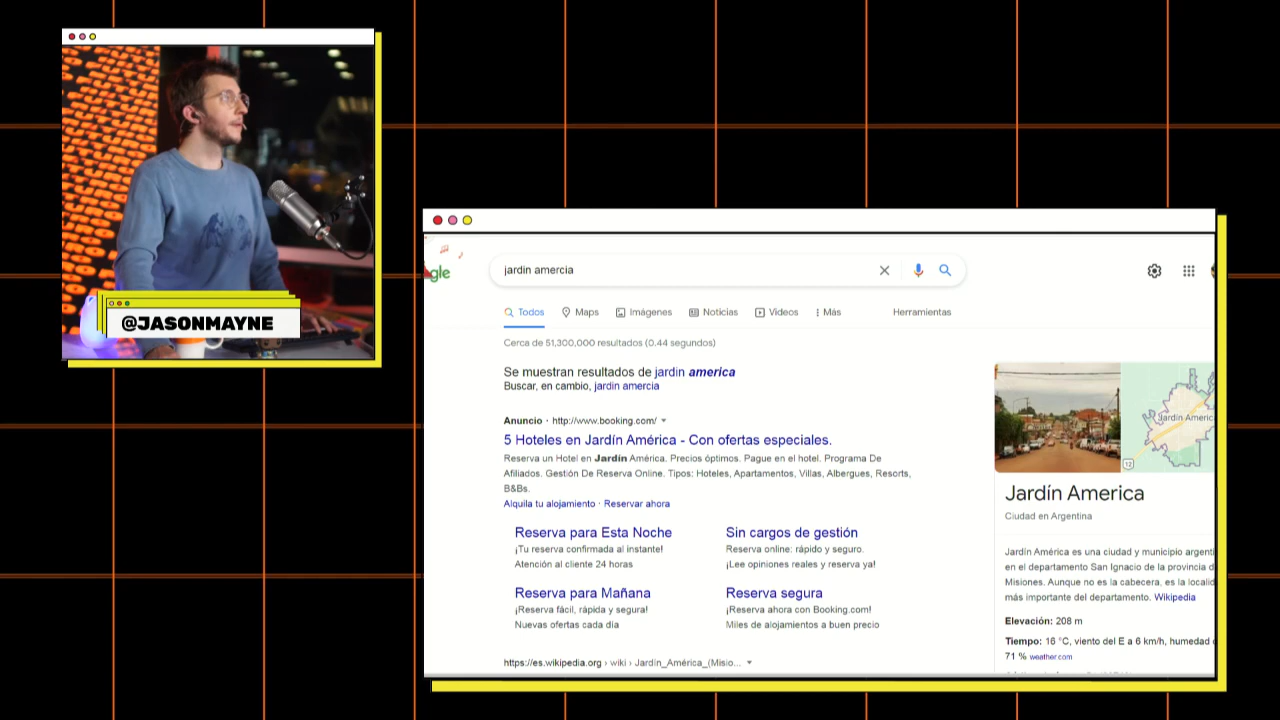 @JASONMAYNE
gle
jardin amercia
Todos
Maps
Imágenes
Noticias
Videos
Más
Herramientas
Cerca de 51,300,000 resultados (0.44 segundos)
Se muestran resultados de jardin america
Buscar, en cambio, jardin amercia
Anuncio · http://www.booking.com/
5 Hoteles en Jardín América - Con ofertas especiales.
Reserva un Hotel en Jardín América. Precios óptimos. Pague en el hotel. Programa De
Afiliados. Gestión De Reserva Online. Tipos: Hoteles, Apartamentos, Villas, Albergues, Resorts,
B&Bs.
Alquila tu alojamiento · Reservar ahora
Reserva para Esta Noche
¡Tu reserva confirmada al instante!
Atención al cliente 24 horas
Sin cargos de gestión
Reserva online: rápido y seguro.
¡Lee opiniones reales y reserva ya!
Reserva para Mañana
¡Reserva fácil, rápida y segura!
Nuevas ofertas cada día
Reserva segura
¡Reserva ahora con Booking.com!
Miles de alojamientos a buen precio
https://es.wikipedia.org › wiki › Jardín_América_(Misio...
Jardín Americ
12
Jardín America
Ciudad en Argentina
Jardín América es una ciudad y municipio argenti
en el departamento San Ignacio de la provincia d
Misiones. Aunque no es la cabecera, es la localid
más importante del departamento. Wikipedia
Elevación: 208 m
Tiempo: 16 °C, viento del E a 6 km/h, humedad
71 % weather.com